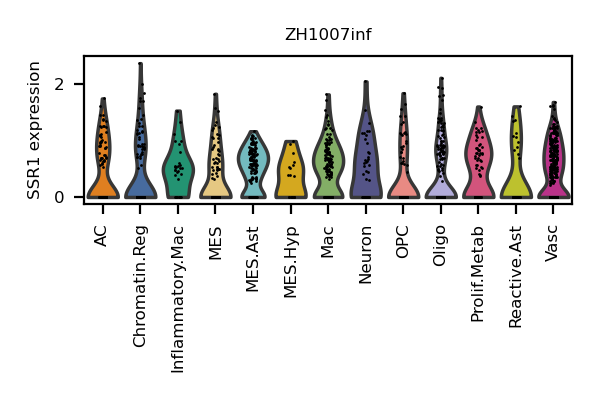 ZH1007inf
SSR1 expression
2
0
AC
Chromatin.Reg
Inflammatory.Mac
MES
MES.Ast
MES.Hyp
Mac
Neuron
OPC
Oligo
Prolif.Metab
Reactive.Ast
Vasc